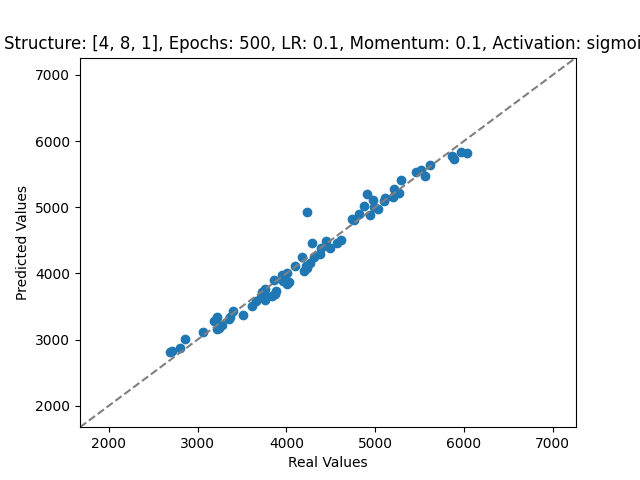 Structure: [4, 8, 1], Epochs: 500, LR: 0.1, Momentum: 0.1, Activation: sigmoi
7000
6000
5000
4000
3000
2000
Predicted Values
2000 3000 4000 5000 6000 7000
Real Values